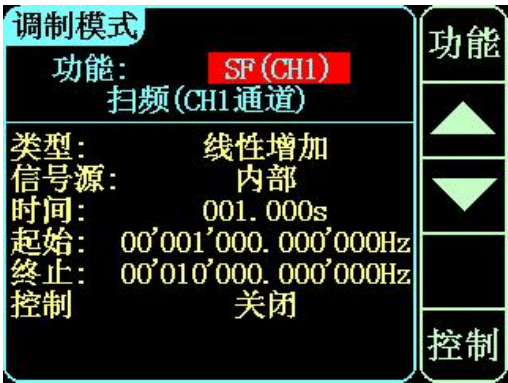 调制模式
功能: SF(CH1)
扫频(CH1通道)
类型: 线性增加
信号源: 内部
时间: 001.000s
起始: 00'001'000.000'000Hz
终止: 00'010'000.000'000Hz
控制 关闭
功能
控制